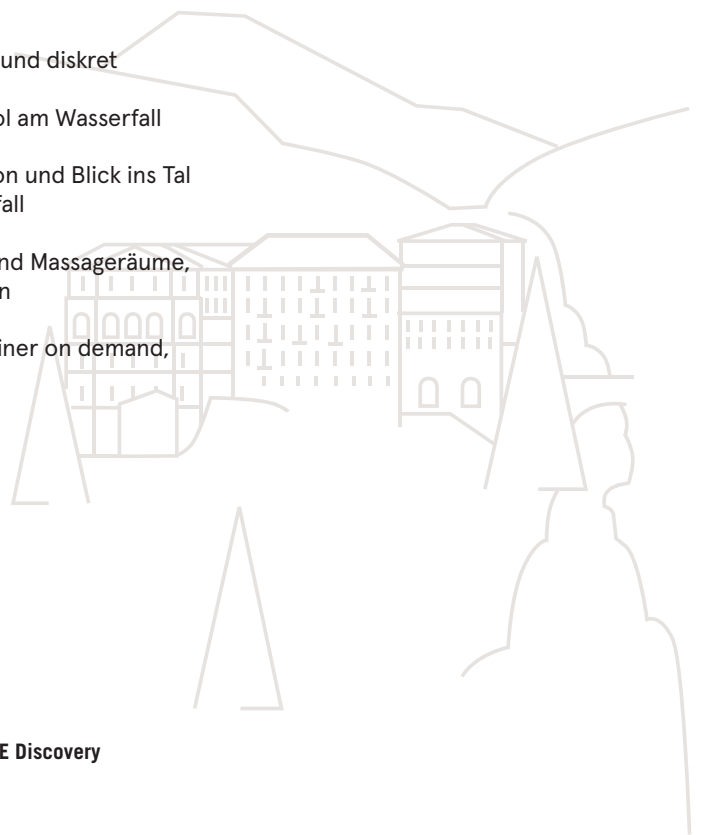 und diskret
ol am Wasserfall
on und Blick ins Tal
fall
nd Massageräume,
n
iner on demand,
E Discovery